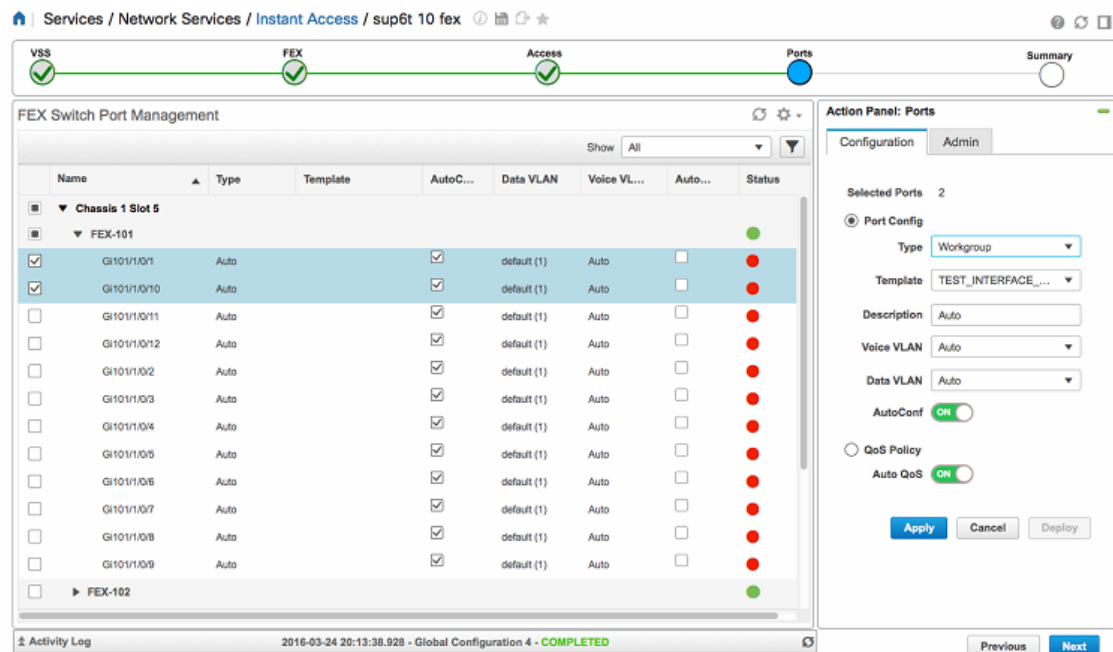 Services / Network Services / Instant Access / sup6t 10 fex
VSS FEX Access Ports Summary
FEX Switch Port Management
Show All
Name Type Template AutoC... Data VLAN Voice VL... Auto... Status
Chassis 1 Slot 5
FEX-101
Gi101/1/0/1 Auto default (1) Auto
Gi101/1/0/10 Auto default (1) Auto
Gi101/1/0/11 Auto default (1) Auto
Gi101/1/0/12 Auto default (1) Auto
Gi101/1/0/2 Auto default (1) Auto
Gi101/1/0/3 Auto default (1) Auto
Gi101/1/0/4 Auto default (1) Auto
Gi101/1/0/5 Auto default (1) Auto
Gi101/1/0/6 Auto default (1) Auto
Gi101/1/0/7 Auto default (1) Auto
Gi101/1/0/8 Auto default (1) Auto
Gi101/1/0/9 Auto default (1) Auto
FEX-102
Activity Log 2016-03-24 20:13:38.928 - Global Configuration 4 - COMPLETED
Action Panel: Ports
Configuration Admin
Selected Ports 2
Port Config
Type Workgroup
Template TEST_INTERFACE_...
Description Auto
Voice VLAN Auto
Data VLAN Auto
AutoConf ON
QoS Policy
Auto QoS ON
Apply Cancel Deploy
Previous Next